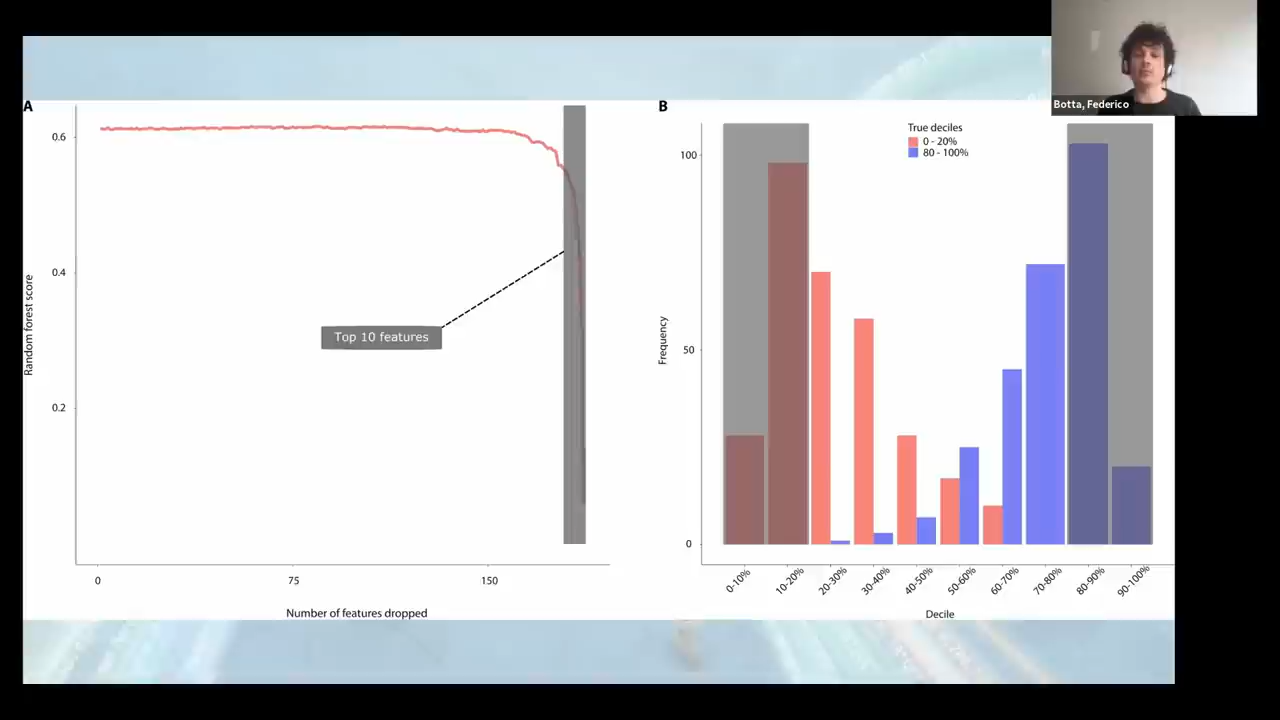 Botta, Federico
A
0.6
0.4
0.2
Random forest score
Top 10 features
0
75
150
Number of features dropped
B
True deciles
0 - 20%
80 - 100%
100
50
0
Frequency
0-10%
10-20%
20-30%
30-40%
40-50%
50-60%
60-70%
70-80%
80-90%
90-100%
Decile